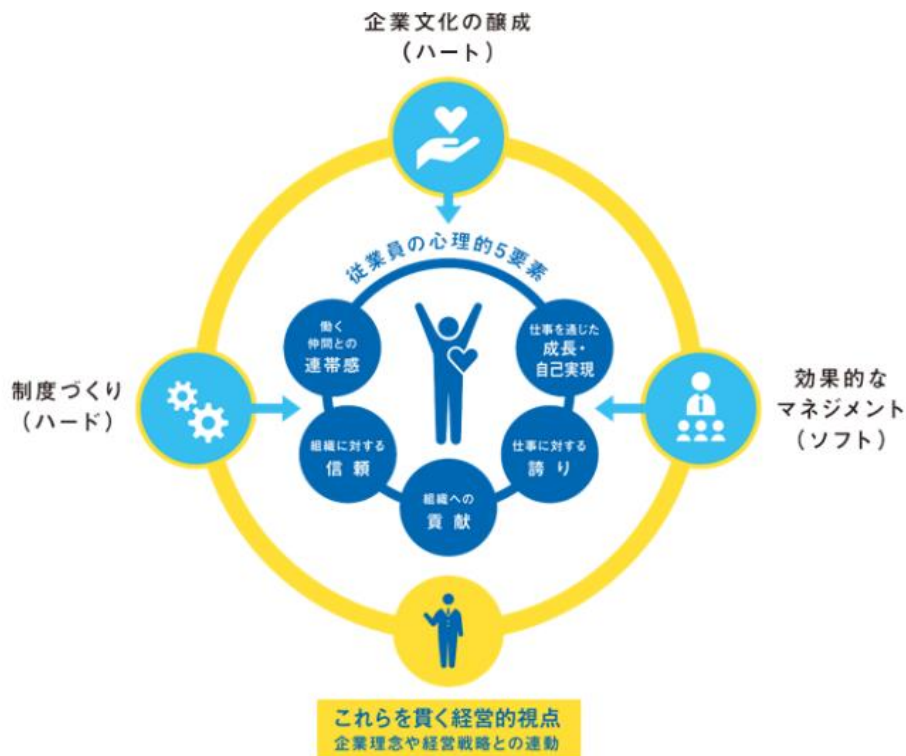 企業文化の醸成
(ハート)
従業員の心理的5要素
働く
仲間との
連帯感
仕事を通じた
成長・
自己実現
制度づくり
(ハード)
効果的な
マネジメント
(ソフト)
組織に対する
信頼
仕事に対する
誇り
組織への
貢献
これらを貫く経営的視点
企業理念や経営戦略との連動